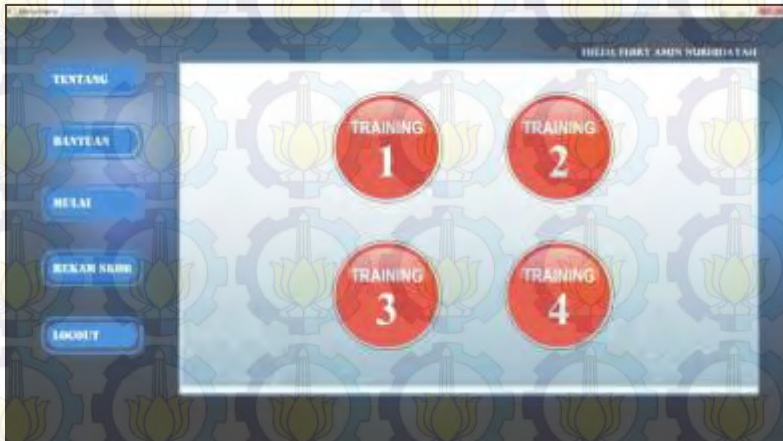 TENTANG
BANTUAN
MULAI
REKAM SKOR
LOGOUT
TRAINING
1
TRAINING
2
TRAINING
3
TRAINING
4